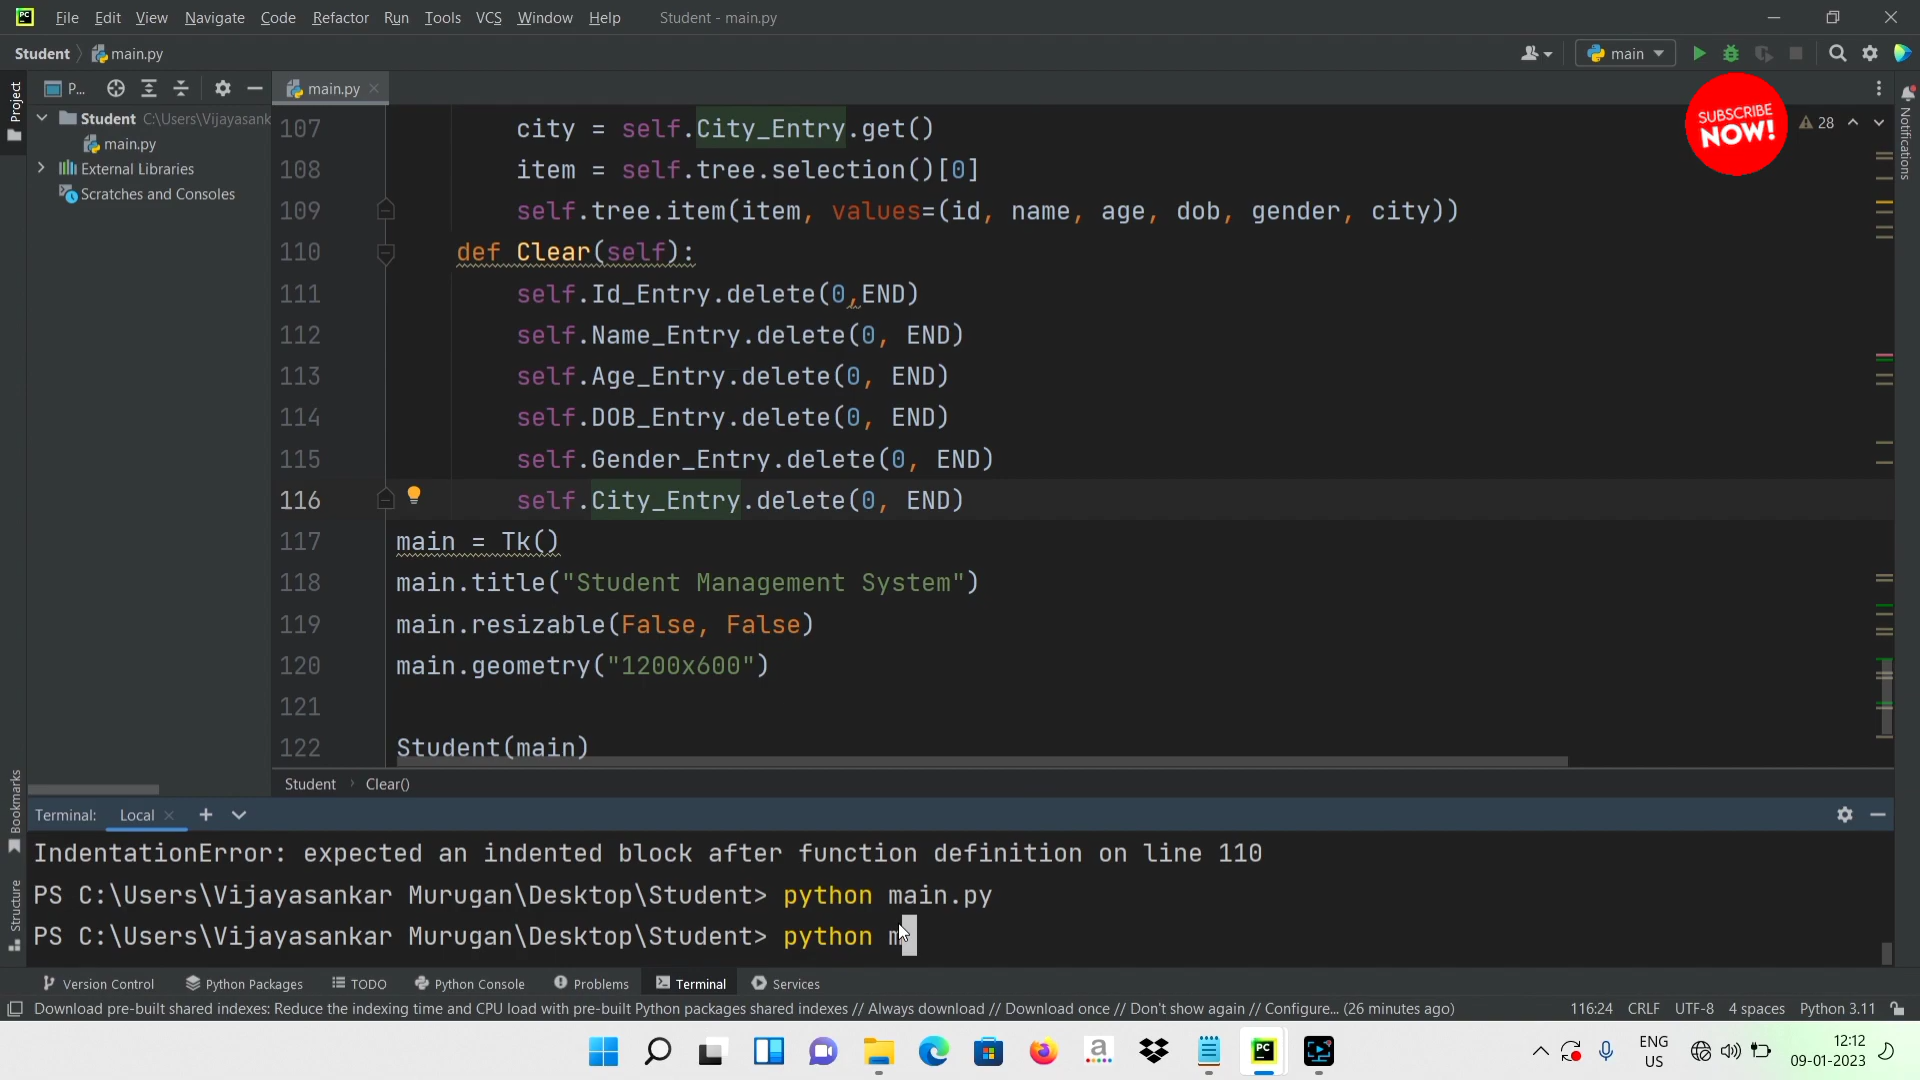 PC File Edit View Navigate Code Refactor Run Tools VCS Window Help Student - main.py
Student main.py main
P... main.py
SUBSCRIBE
NOW!
28
Project
Notifications
Student C:\Users\Vijayasank
main.py
External Libraries
Scratches and Consoles
107 city = self.City_Entry.get()
108 item = self.tree.selection()[0]
109 self.tree.item(item, values=(id, name, age, dob, gender, city))
110 def Clear(self):
111 self.Id_Entry.delete(0,END)
112 self.Name_Entry.delete(0, END)
113 self.Age_Entry.delete(0, END)
114 self.DOB_Entry.delete(0, END)
115 self.Gender_Entry.delete(0, END)
116 self.City_Entry.delete(0, END)
117 main = Tk()
118 main.title("Student Management System")
119 main.resizable(False, False)
120 main.geometry("1200x600")
121
122 Student(main)
Student Clear()
Bookmarks
Structure
Terminal: Local
IndentationError: expected an indented block after function definition on line 110
PS C:\Users\Vijayasankar Murugan\Desktop\Student> python main.py
PS C:\Users\Vijayasankar Murugan\Desktop\Student> python m
Version Control Python Packages TODO Python Console Problems Terminal Services
Download pre-built shared indexes: Reduce the indexing time and CPU load with pre-built Python packages shared indexes // Always download // Download once // Don't show again // Configure... (26 minutes ago) 116:24 CRLF UTF-8 4 spaces Python 3.11
a PC
ENG
US
12:12
09-01-2023